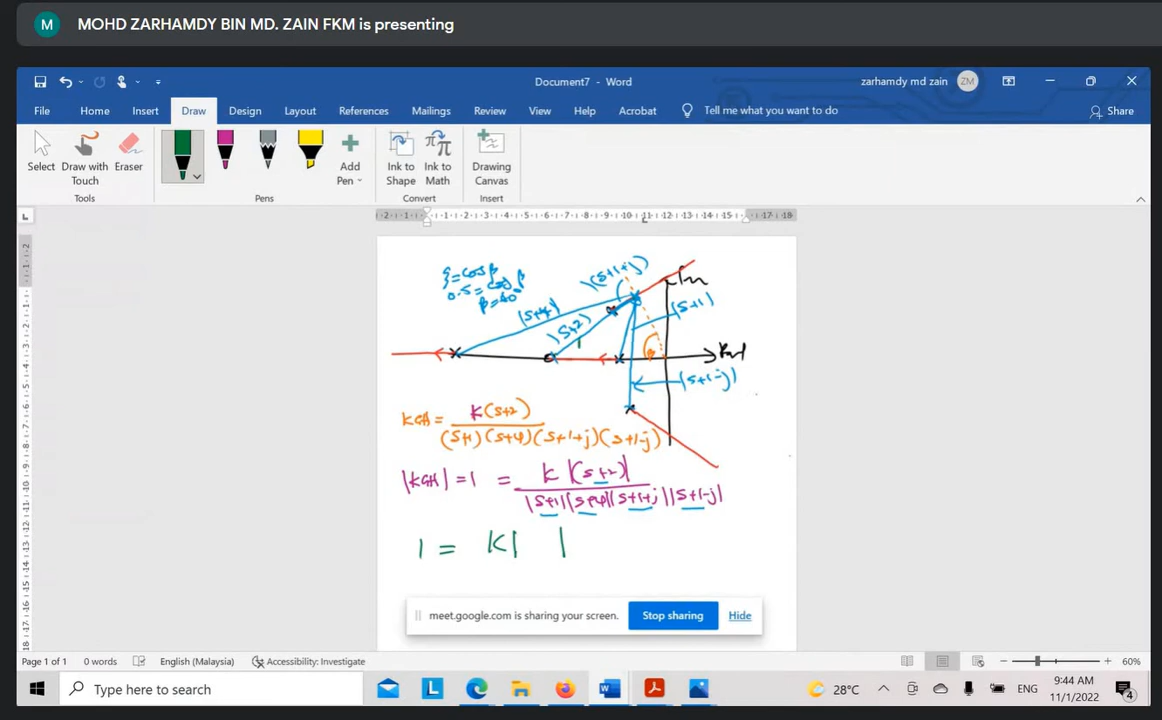 M MOHD ZARHAMDY BIN MD. ZAIN FKM is presenting
Document7 - Word
zarhamdy md zain ZM
File Home Insert Draw Design Layout References Mailings Review View Help Acrobat Tell me what you want to do Share
Select Draw with Touch Eraser
Add Pen
Ink to Shape Ink to Math
Drawing Canvas
Tools Pens Convert Insert
ξ = cos β
0.5 = cos β
|(s+1+j)
Im
|s+4|
|s+2|
|s+1|
|s+1-j|
KGH = K(s+2)
(s+1)(s+4)(s+1+j)(s+1-j)
|KGH| = 1 = K |(s+2)|
|s+1||s+4||s+1+j||s+1-j|
1 = K| |
meet.google.com is sharing your screen. Stop sharing Hide
Page 1 of 1 0 words English (Malaysia) Accessibility: Investigate 60%
Type here to search
28°C ENG 9:44 AM
11/1/2022
4